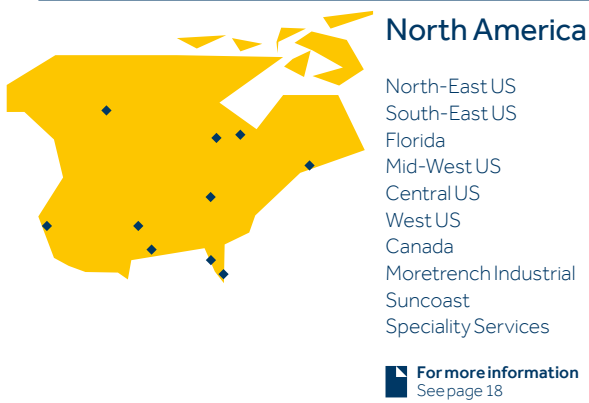 North America
North-East US
South-East US
Florida
Mid-West US
Central US
West US
Canada
Moretrench Industrial
Suncoast
Speciality Services
For more information
See page 18